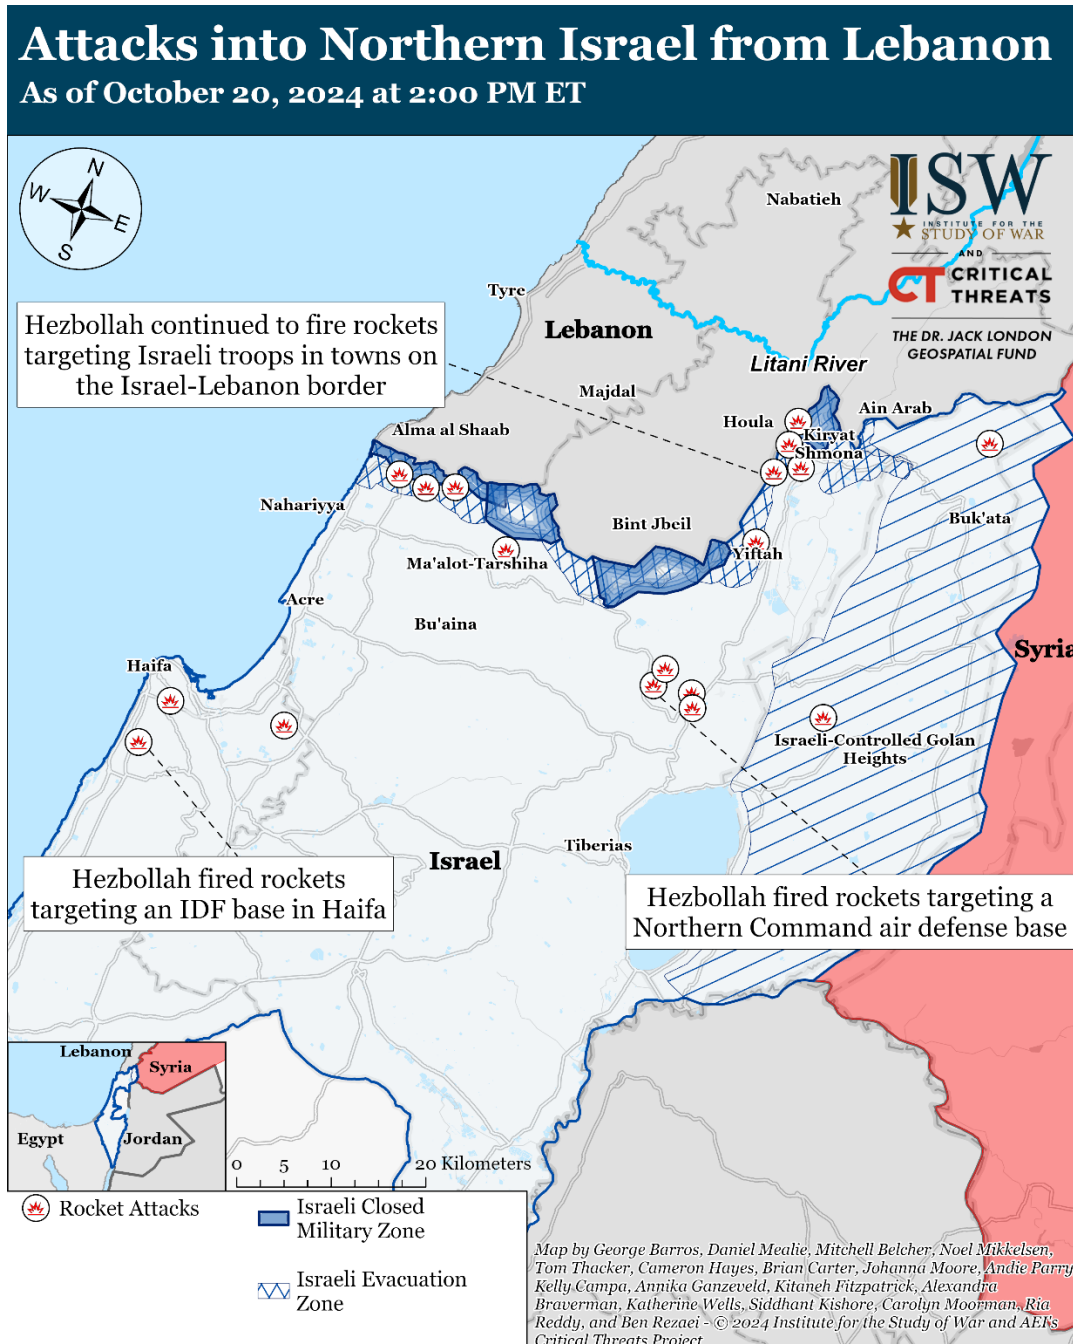 Attacks into Northern Israel from Lebanon
As of October 20, 2024 at 2:00 PM ET
N
W
E
S
ISW
INSTITUTE FOR THE
STUDY OF WAR
AND
CT CRITICAL
THREATS
THE DR. JACK LONDON
GEOSPATIAL FUND
Nabatieh
Tyre
Lebanon
Litani River
Hezbollah continued to fire rockets
targeting Israeli troops in towns on
the Israel-Lebanon border
Majdal
Houla
Ain Arab
Alma al Shaab
Kiryat
Shmona
Nahariyya
Bint Jbeil
Buk'ata
Yiftah
Ma'alot-Tarshiha
Acre
Bu'aina
Syria
Haifa
Israeli-Controlled Golan
Heights
Tiberias
Israel
Hezbollah fired rockets
targeting an IDF base in Haifa
Hezbollah fired rockets targeting a
Northern Command air defense base
Lebanon
Syria
Egypt
Jordan
0 5 10 20 Kilometers
Rocket Attacks
Israeli Closed
Military Zone
Israeli Evacuation
Zone
Map by George Barros, Daniel Mealie, Mitchell Belcher, Noel Mikkelsen,
Tom Thacker, Cameron Hayes, Brian Carter, Johanna Moore, Andie Parry,
Kelly Campa, Annika Ganzeveld, Kitaneh Fitzpatrick, Alexandra
Braverman, Katherine Wells, Siddhant Kishore, Carolyn Moorman, Ria
Reddy, and Ben Rezaei - © 2024 Institute for the Study of War and AEI's
Critical Threats Project